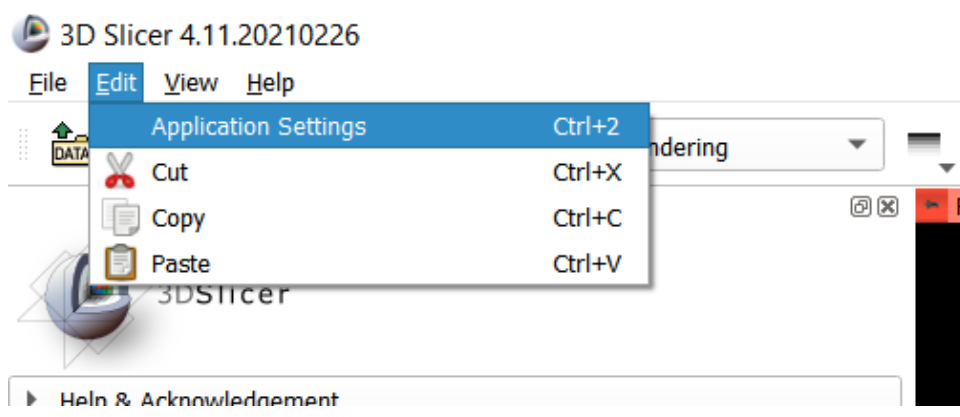 3D Slicer 4.11.20210226
File Edit View Help
Application Settings Ctrl+2
DATA
ndering
Cut Ctrl+X
Copy Ctrl+C
Paste Ctrl+V
3DSlicer
Help & Acknowledgement